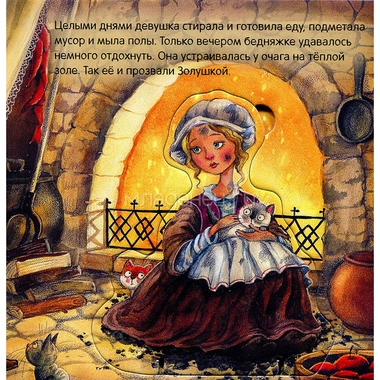 Целыми днями девушка стирала и готовила еду, подметала
мусор и мыла полы. Только вечером бедняжке удавалось
немного отдохнуть. Она устраивалась у очага на тёплой
золе. Так её и прозвали Золушкой.